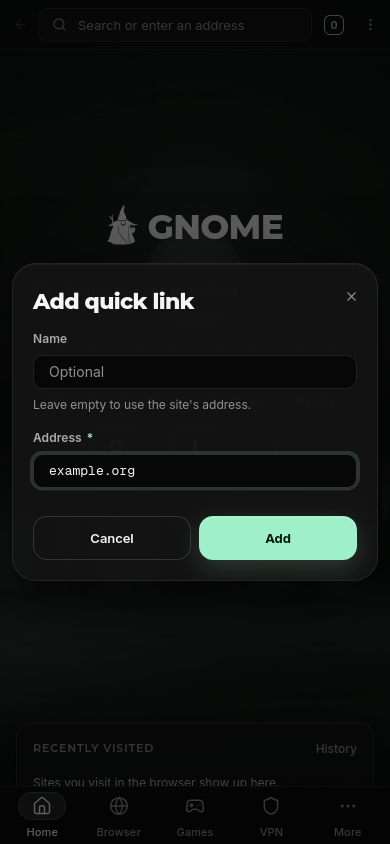 Search or enter an address
0
GNOME
Add quick link
Name
Optional
Leave empty to use the site's address.
Address *
example.org
Cancel
Add
RECENTLY VISITED
History
Sites you visit in the browser show up here.
Home
Browser
Games
VPN
More